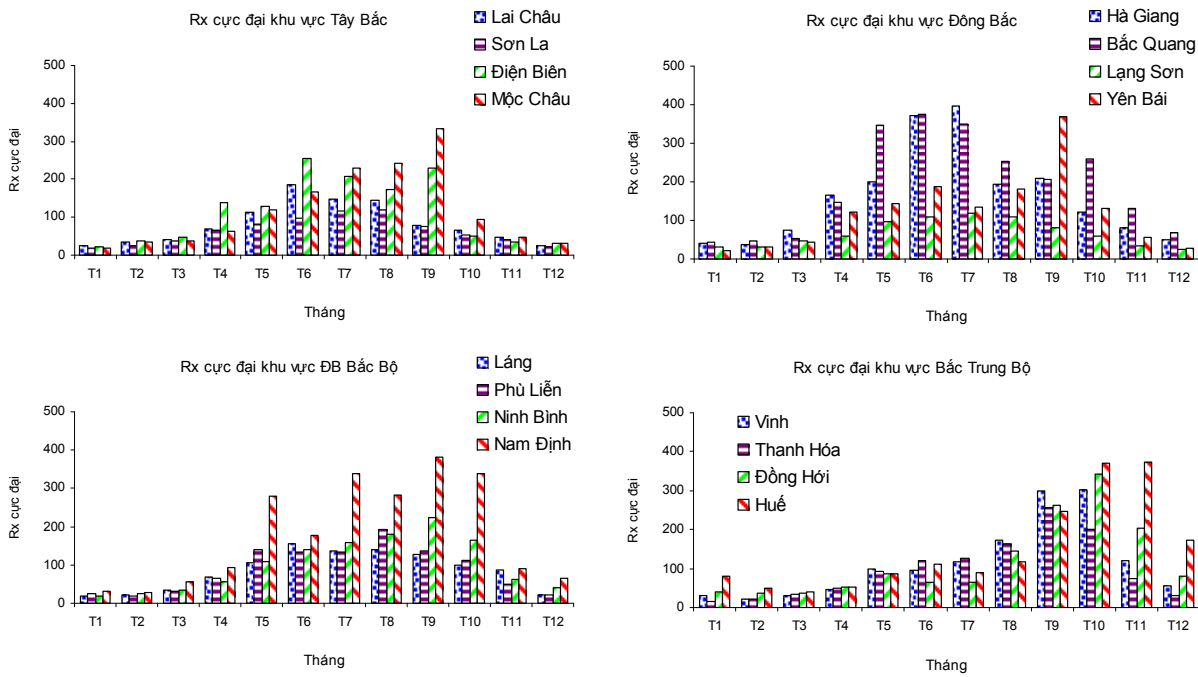 Rx cực đại khu vực Tây Bắc
Lai Châu
Sơn La
Điện Biên
Mộc Châu
500
400
300
200
100
0
Rx cực đại
T1 T2 T3 T4 T5 T6 T7 T8 T9 T10 T11 T12
Tháng
Rx cực đại khu vực Đông Bắc
Hà Giang
Bắc Quang
Lạng Sơn
Yên Bái
500
400
300
200
100
0
Rx cực đại
T1 T2 T3 T4 T5 T6 T7 T8 T9 T10 T11 T12
Tháng
Rx cực đại khu vực ĐB Bắc Bộ
Láng
Phù Liễn
Ninh Bình
Nam Định
500
400
300
200
100
0
Rx cực đại
T1 T2 T3 T4 T5 T6 T7 T8 T9 T10 T11 T12
Tháng
Rx cực đại khu vực Bắc Trung Bộ
Vinh
Thanh Hóa
Đồng Hới
Huế
500
400
300
200
100
0
Rx cực đại
T1 T2 T3 T4 T5 T6 T7 T8 T9 T10 T11 T12
Tháng